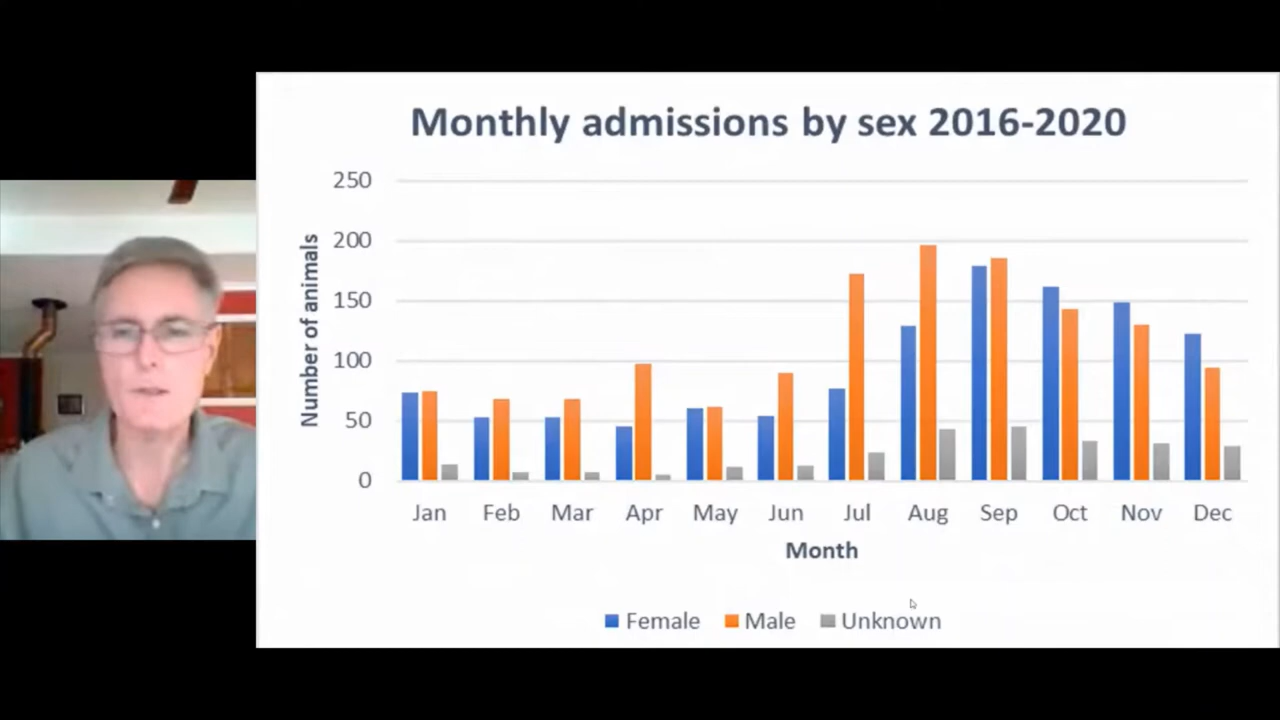 Monthly admissions by sex 2016-2020
250
200
150
100
50
0
Number of animals
Jan Feb Mar Apr May Jun Jul Aug Sep Oct Nov Dec
Month
Female Male Unknown